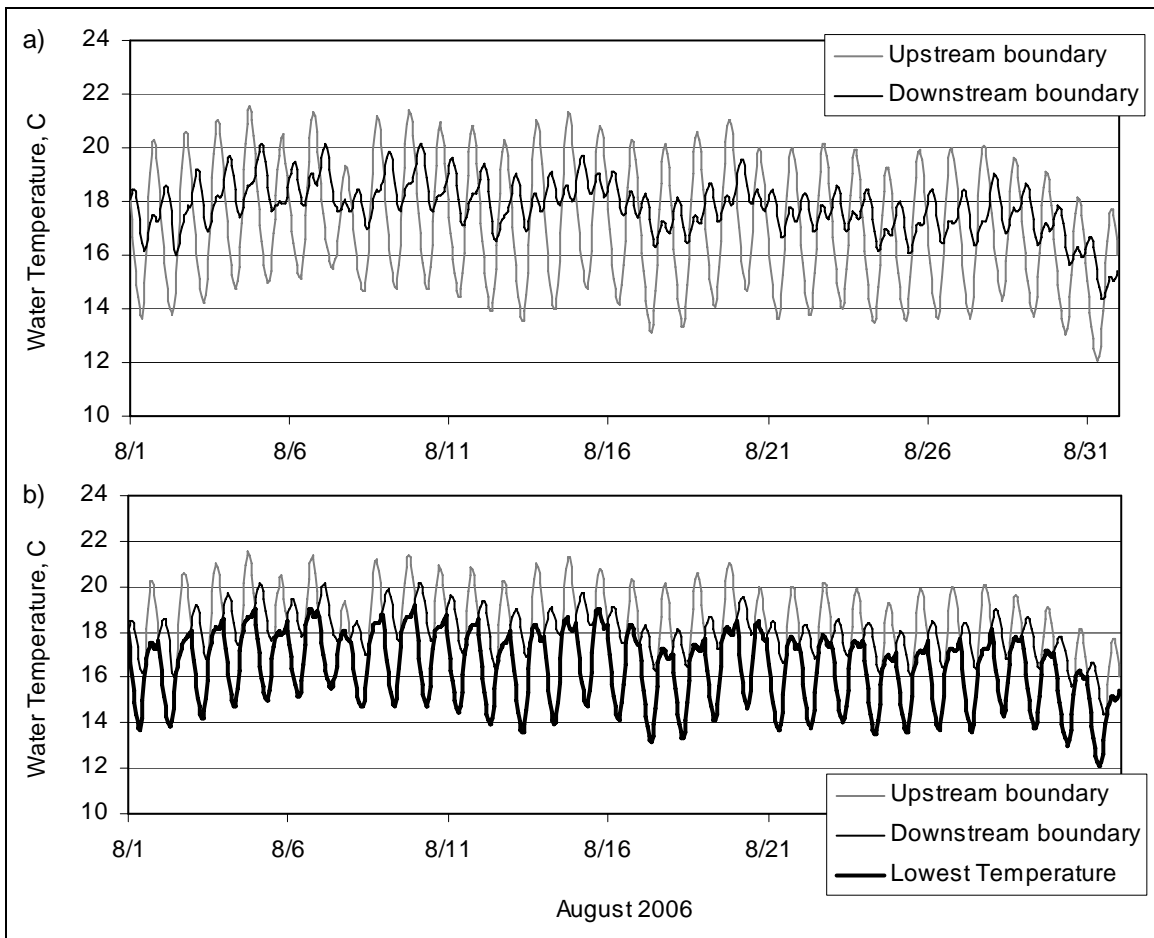 a)
24
22
20
18
16
14
12
10
Water Temperature, C
Upstream boundary
Downstream boundary
8/1 8/6 8/11 8/16 8/21 8/26 8/31
b)
24
22
20
18
16
14
12
10
Water Temperature, C
Upstream boundary
Downstream boundary
Lowest Temperature
8/1 8/6 8/11 8/16 8/21
August 2006